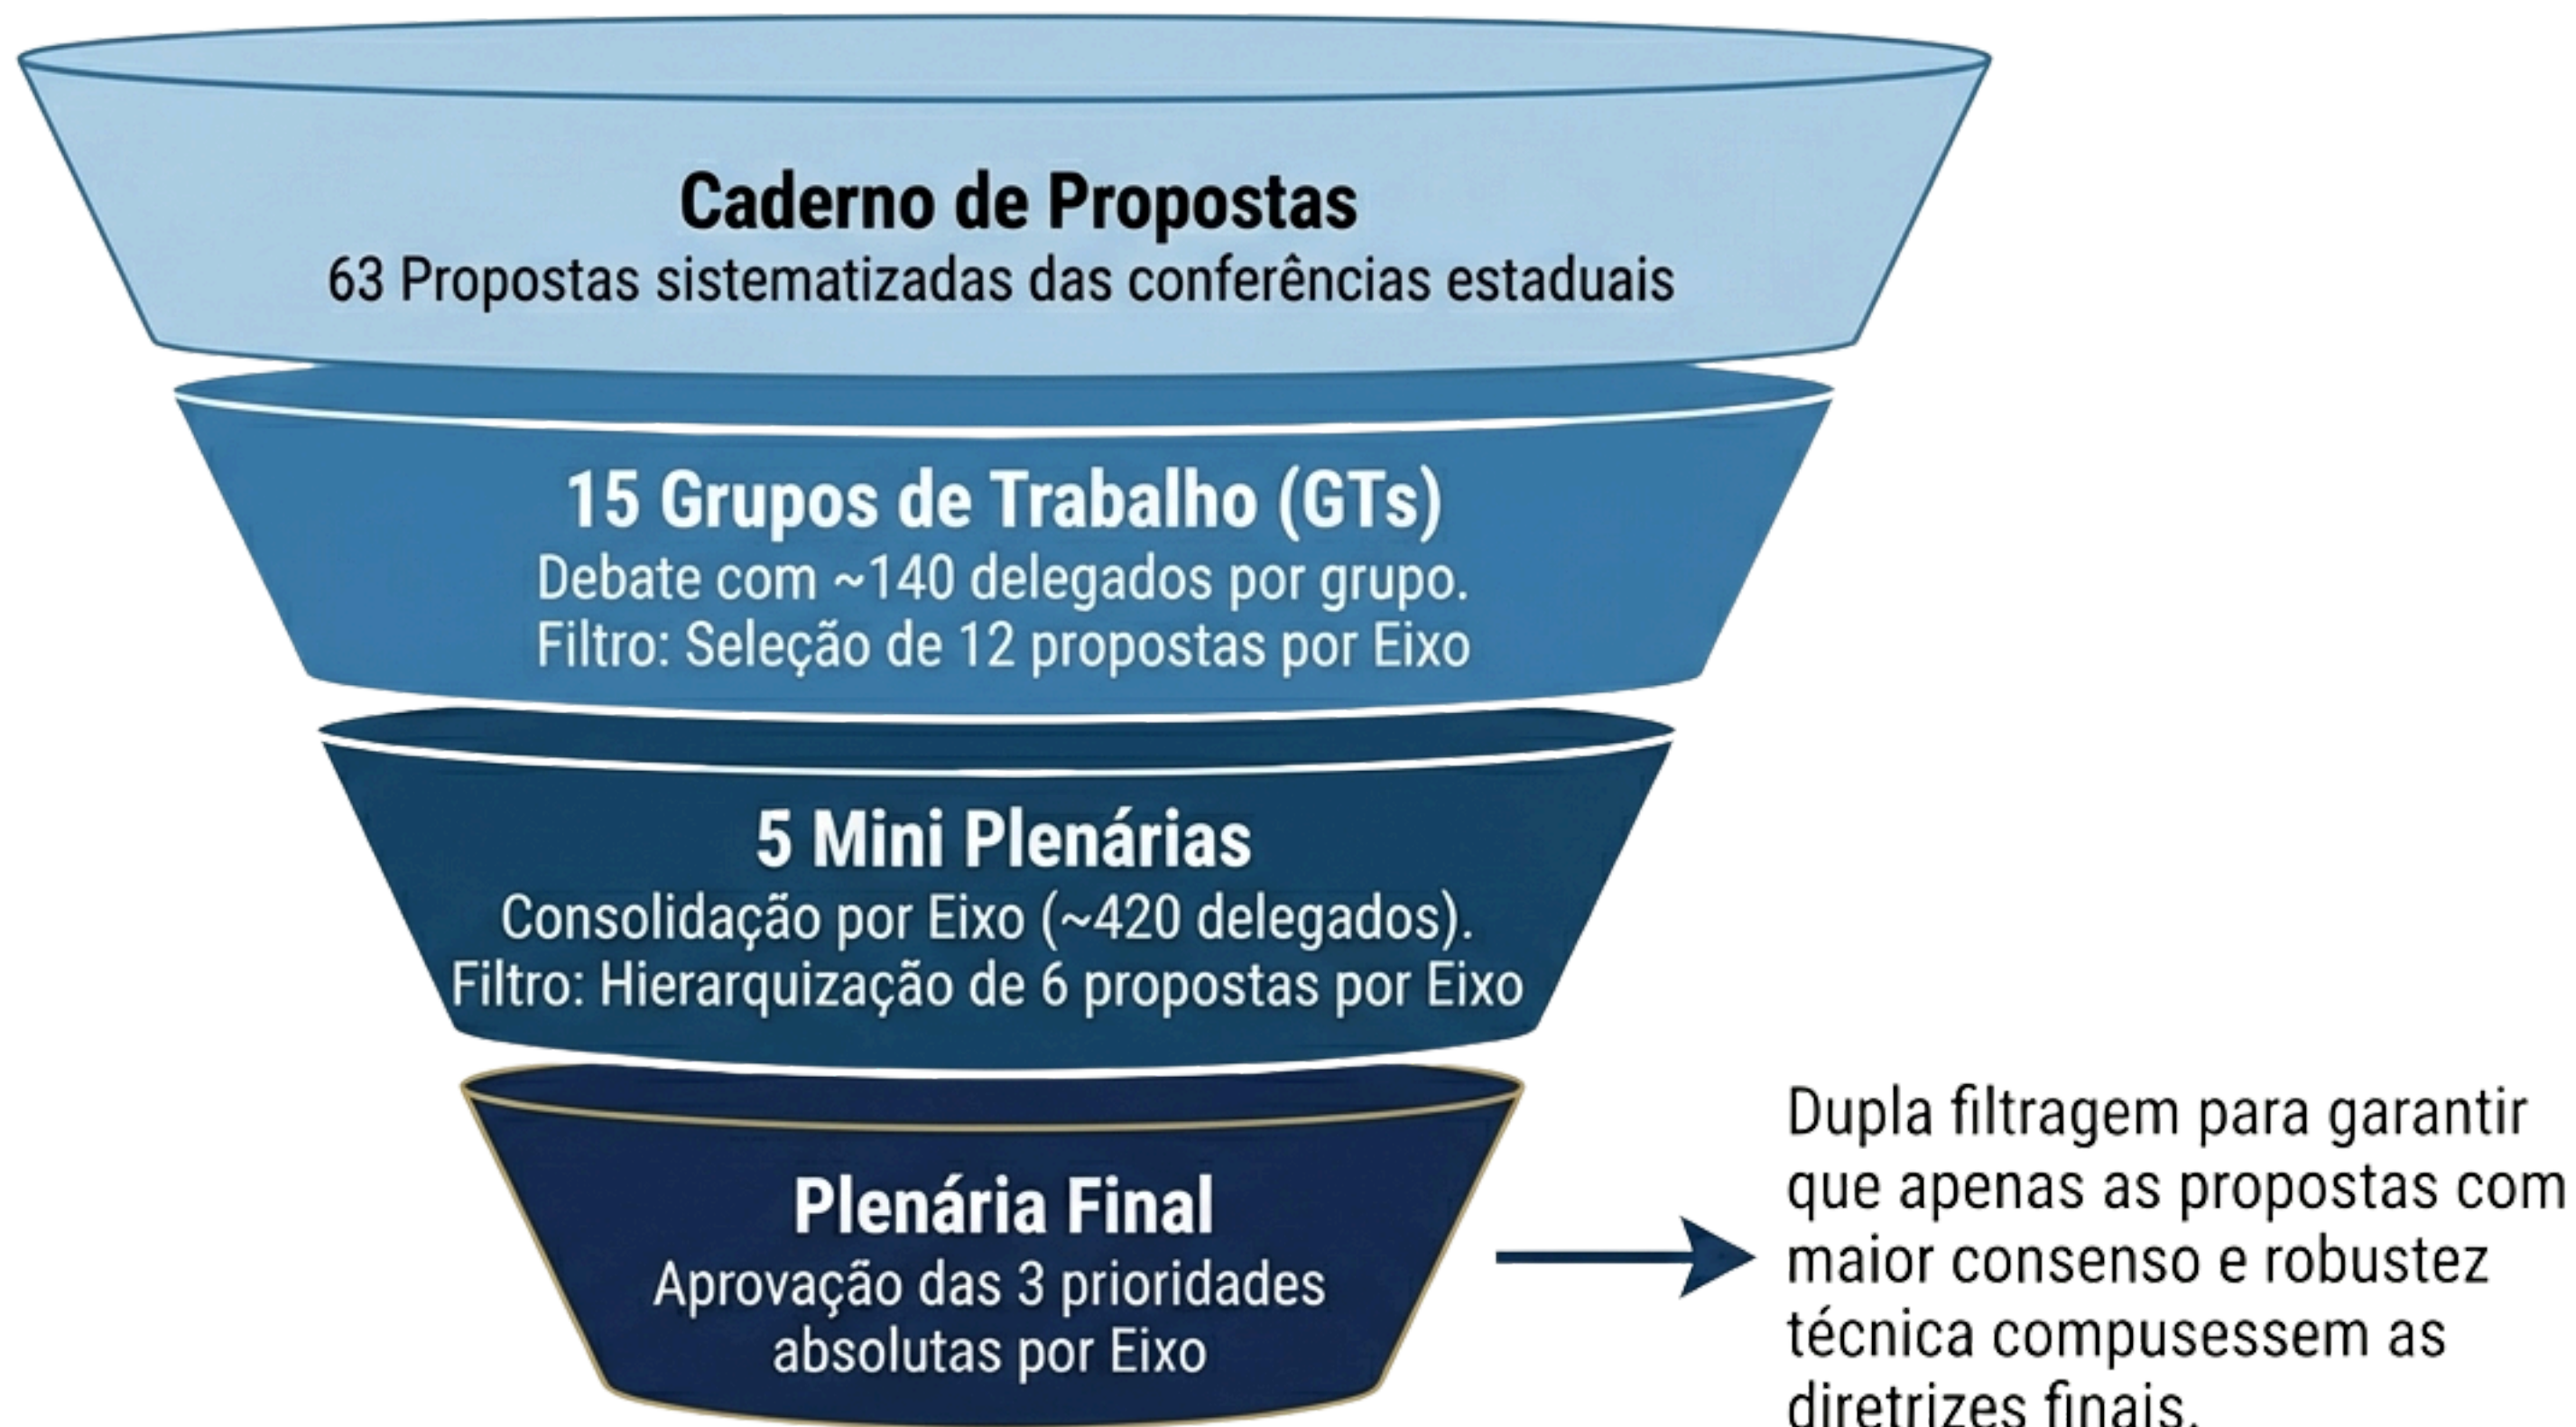 Caderno de Propostas
63 Propostas sistematizadas das conferências estaduais
15 Grupos de Trabalho (GTs)
Debate com ~140 delegados por grupo.
Filtro: Seleção de 12 propostas por Eixo
5 Mini Plenárias
Consolidação por Eixo (~420 delegados).
Filtro: Hierarquização de 6 propostas por Eixo
Plenária Final
Aprovação das 3 prioridades
absolutas por Eixo
Dupla filtragem para garantir
que apenas as propostas com
maior consenso e robustez
técnica compusessem as
diretrizes finais.